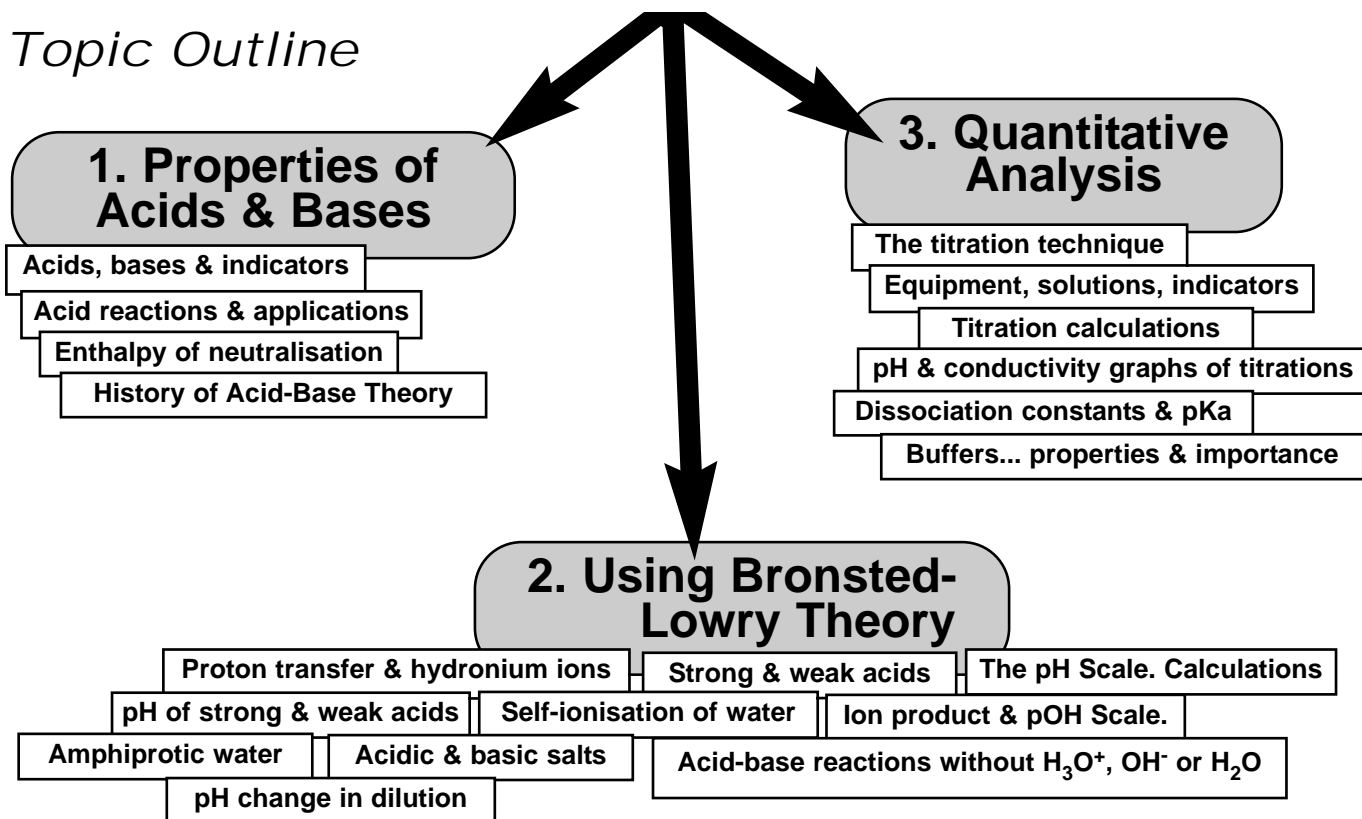 Topic Outline
1. Properties of
Acids & Bases
Acids, bases & indicators
Acid reactions & applications
Enthalpy of neutralisation
History of Acid-Base Theory
3. Quantitative
Analysis
The titration technique
Equipment, solutions, indicators
Titration calculations
pH & conductivity graphs of titrations
Dissociation constants & pKa
Buffers... properties & importance
2. Using Bronsted-
Lowry Theory
Proton transfer & hydronium ions
Strong & weak acids
The pH Scale. Calculations
pH of strong & weak acids
Self-ionisation of water
Ion product & pOH Scale.
Amphiprotic water
Acidic & basic salts
Acid-base reactions without H₃O⁺, OH⁻ or H₂O
pH change in dilution